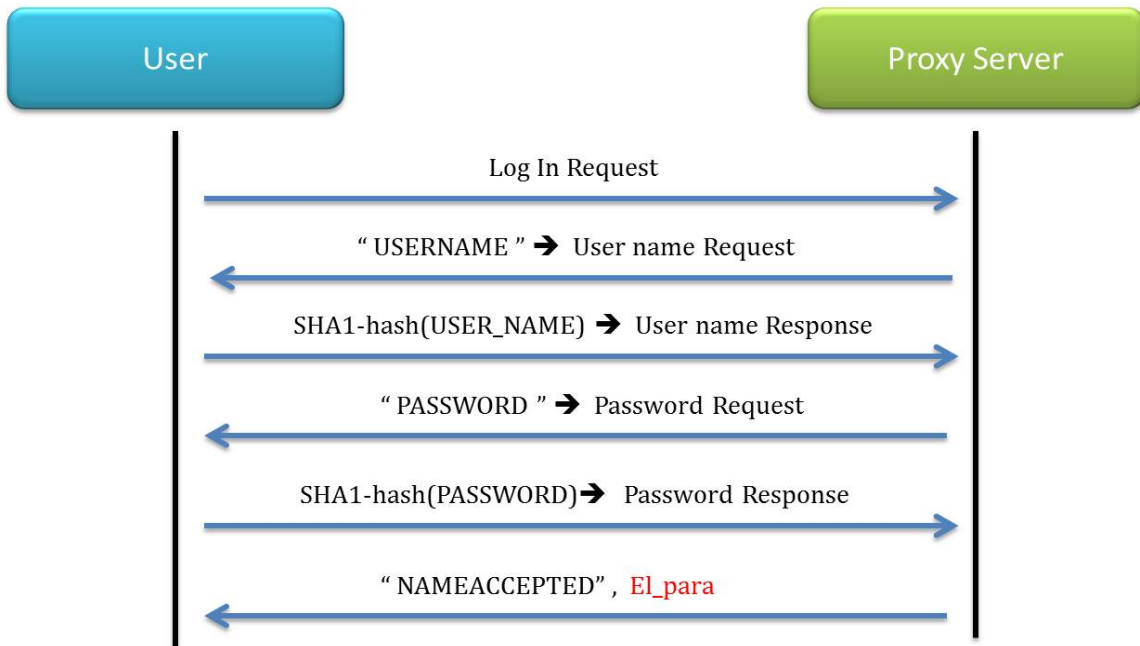 User
Proxy Server
Log In Request
“ USERNAME ” ➔ User name Request
SHA1-hash(USER_NAME) ➔ User name Response
“ PASSWORD ” ➔ Password Request
SHA1-hash(PASSWORD)➔ Password Response
“ NAMEACCEPTED” , El_para